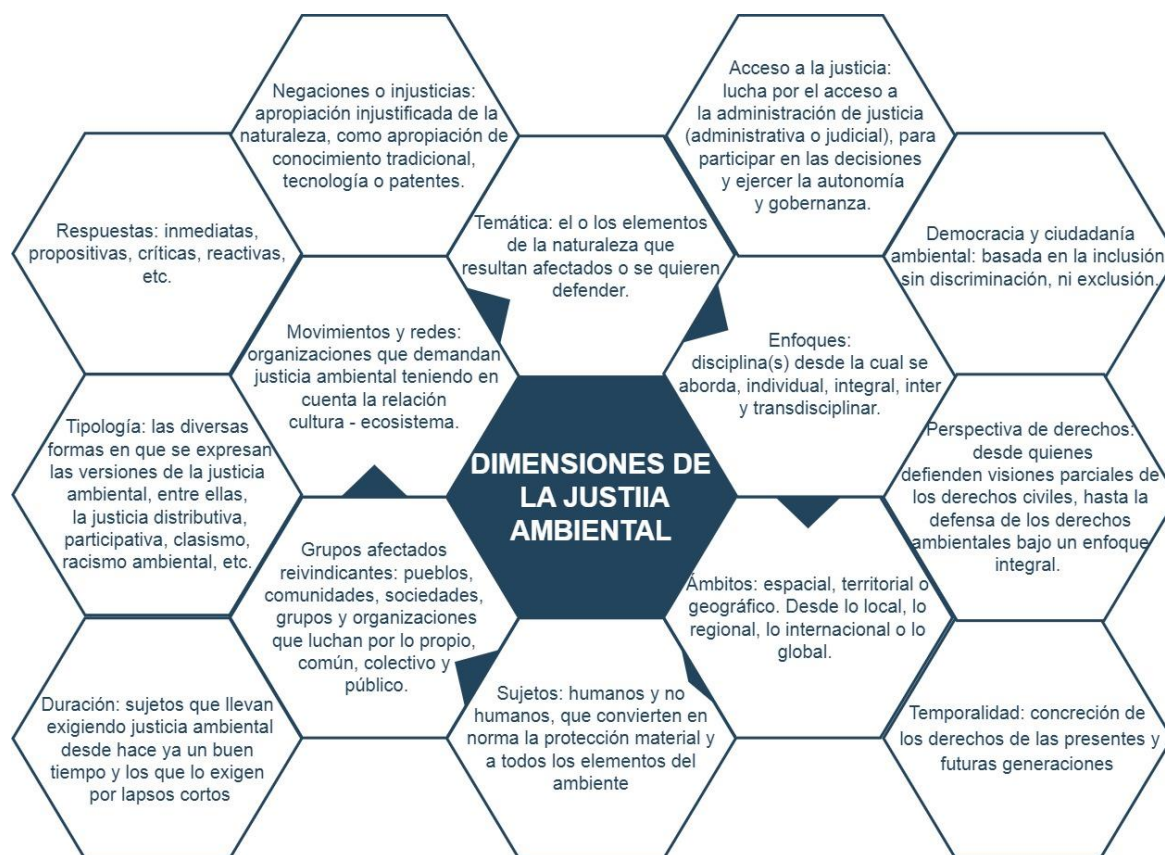 Negaciones o injusticias:
apropiación injustificada de la
naturaleza, como apropiación de
conocimiento tradicional,
tecnología o patentes.
Acceso a la justicia:
lucha por el acceso a
la administración de justicia
(administrativa o judicial), para
participar en las decisiones
y ejercer la autonomía
y gobernanza.
Respuestas: inmediatas,
propositivas, críticas, reactivas,
etc.
Temática: el o los elementos
de la naturaleza que
resultan afectados o se quieren
defender.
Democracia y ciudadanía
ambiental: basada en la inclusión
sin discriminación, ni exclusión.
Movimientos y redes:
organizaciones que demandan
justicia ambiental teniendo en
cuenta la relación
cultura - ecosistema.
Enfoques:
disciplina(s) desde la cual se
aborda, individual, integral, inter
y transdisciplinar.
Tipología: las diversas
formas en que se expresan
las versiones de la justicia
ambiental, entre ellas,
la justicia distributiva,
participativa, clasismo,
racismo ambiental, etc.
DIMENSIONES DE
LA JUSTIIA
AMBIENTAL
Perspectiva de derechos:
desde quienes
defienden visiones parciales de
los derechos civiles, hasta la
defensa de los derechos
ambientales bajo un enfoque
integral.
Grupos afectados
reivindicantes: pueblos,
comunidades, sociedades,
grupos y organizaciones
que luchan por lo propio,
común, colectivo y
público.
Ámbitos: espacial, territorial o
geográfico. Desde lo local, lo
regional, lo internacional o lo
global.
Duración: sujetos que llevan
exigiendo justicia ambiental
desde hace ya un buen
tiempo y los que lo exigen
por lapsos cortos
Sujetos: humanos y no
humanos, que convierten en
norma la protección material y
a todos los elementos del
ambiente
Temporalidad: concreción de
los derechos de las presentes y
futuras generaciones